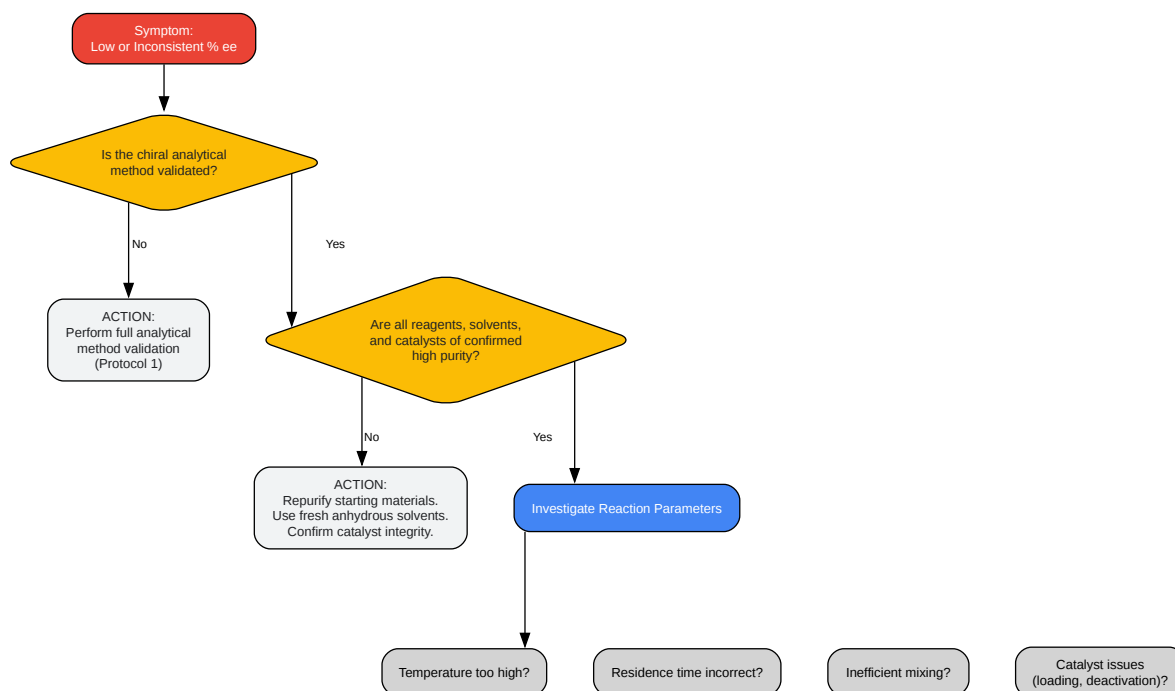 Symptom:
Low or Inconsistent % ee
Is the chiral analytical
method validated?
No
Yes
ACTION:
Perform full analytical
method validation
(Protocol 1)
Are all reagents, solvents,
and catalysts of confirmed
high purity?
No
Yes
ACTION:
Repurify starting materials.
Use fresh anhydrous solvents.
Confirm catalyst integrity.
Investigate Reaction Parameters
Temperature too high?
Residence time incorrect?
Inefficient mixing?
Catalyst issues
(loading, deactivation)?